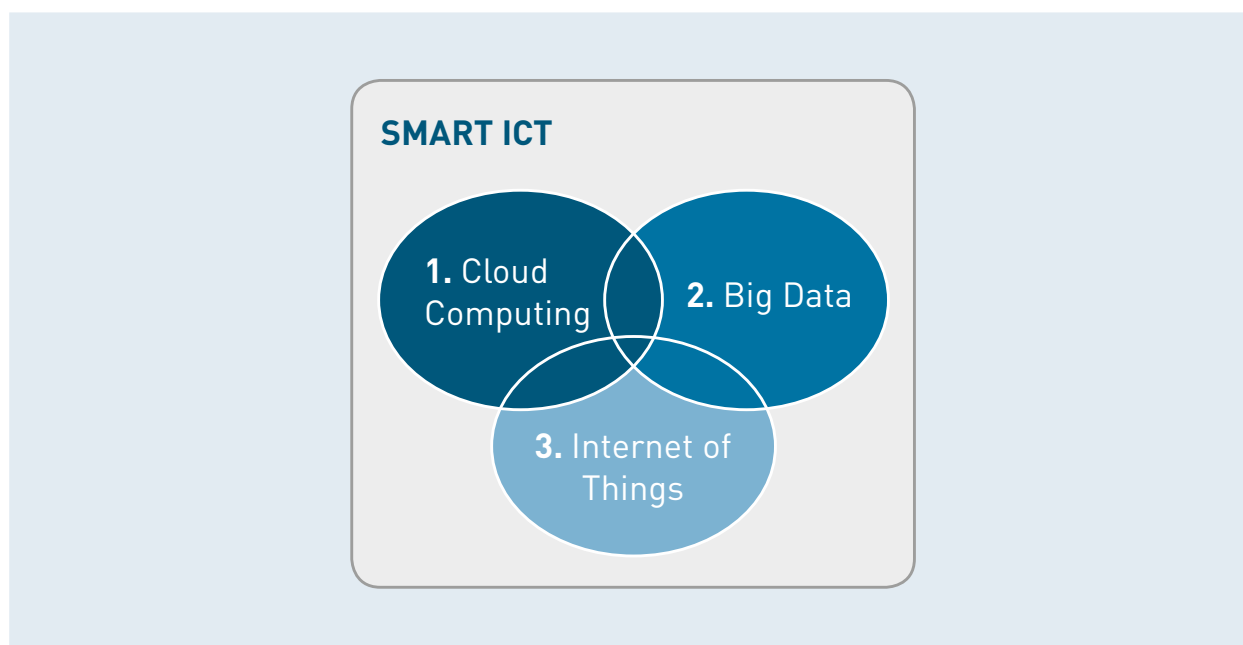 SMART ICT
1. Cloud
Computing
2. Big Data
3. Internet of
Things